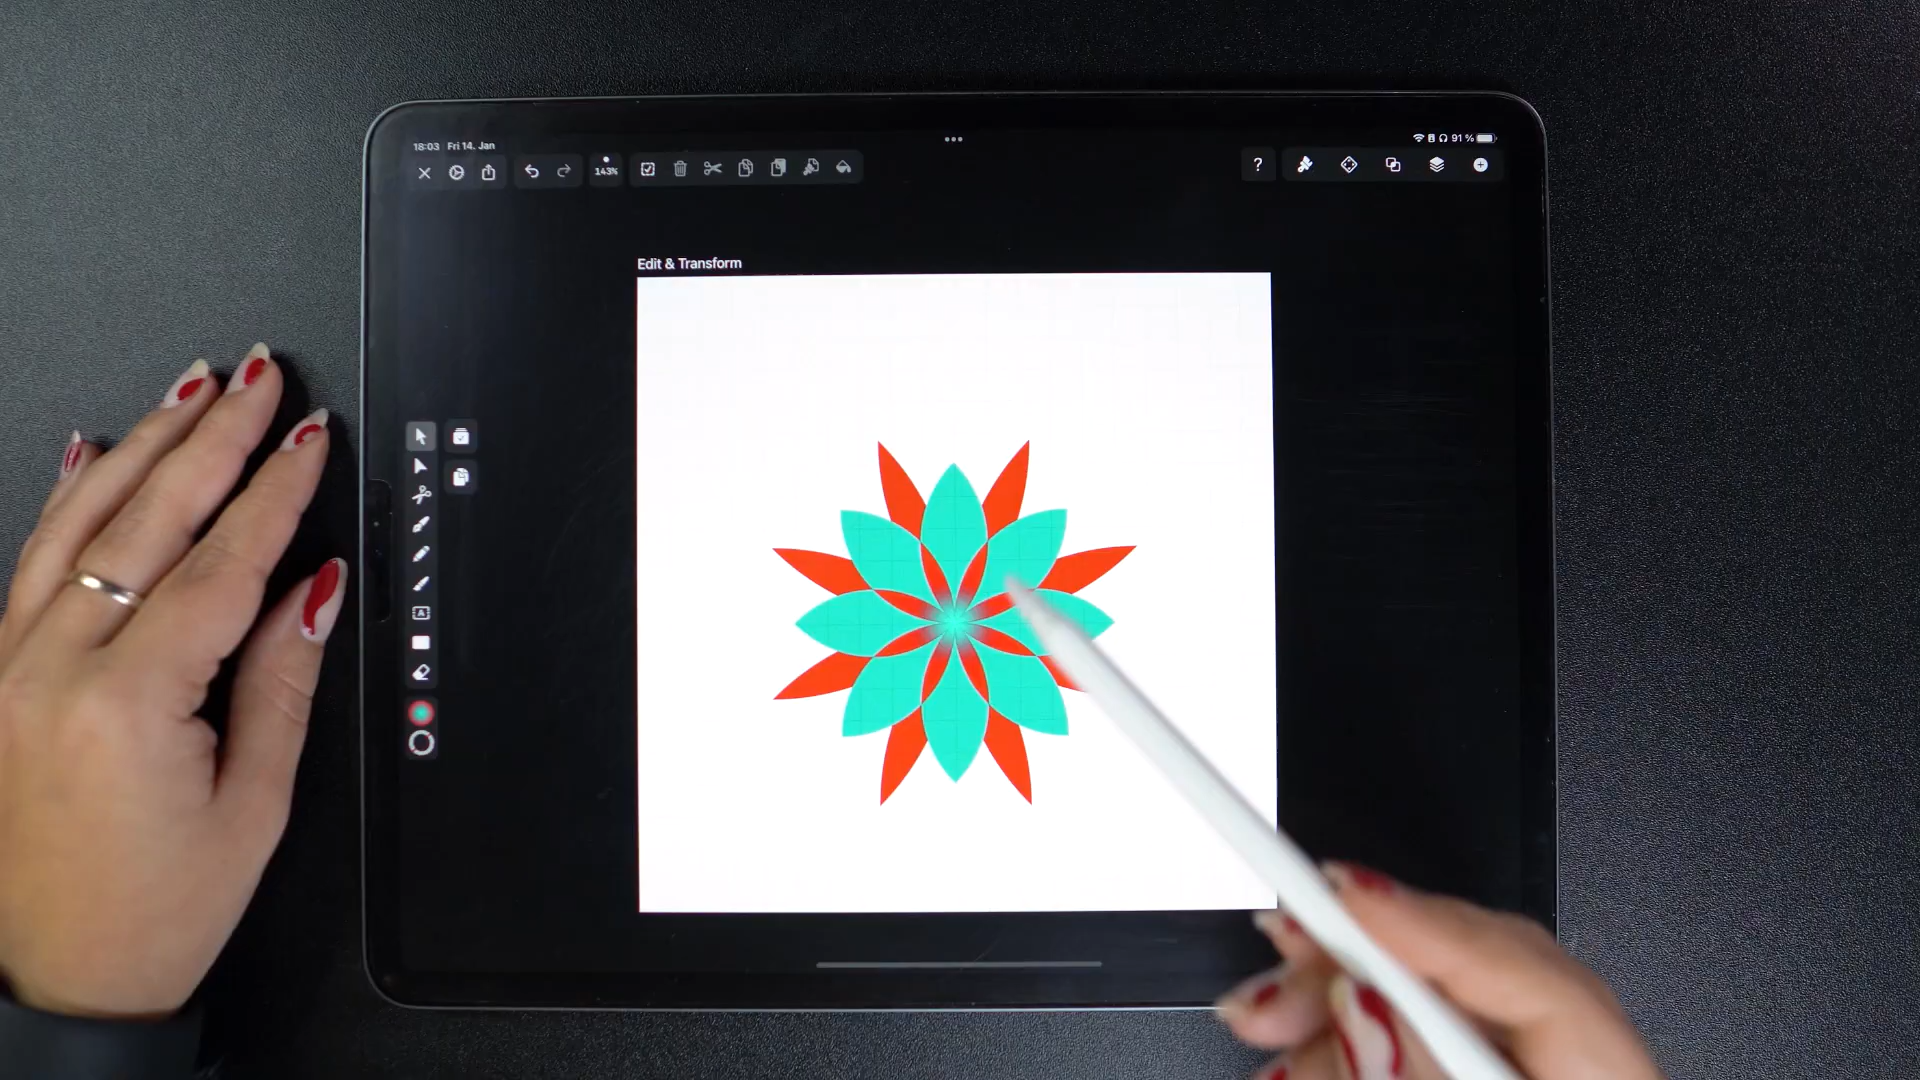 18:03 Fri 14. Jan
91 %
143%
?
A
Edit & Transform